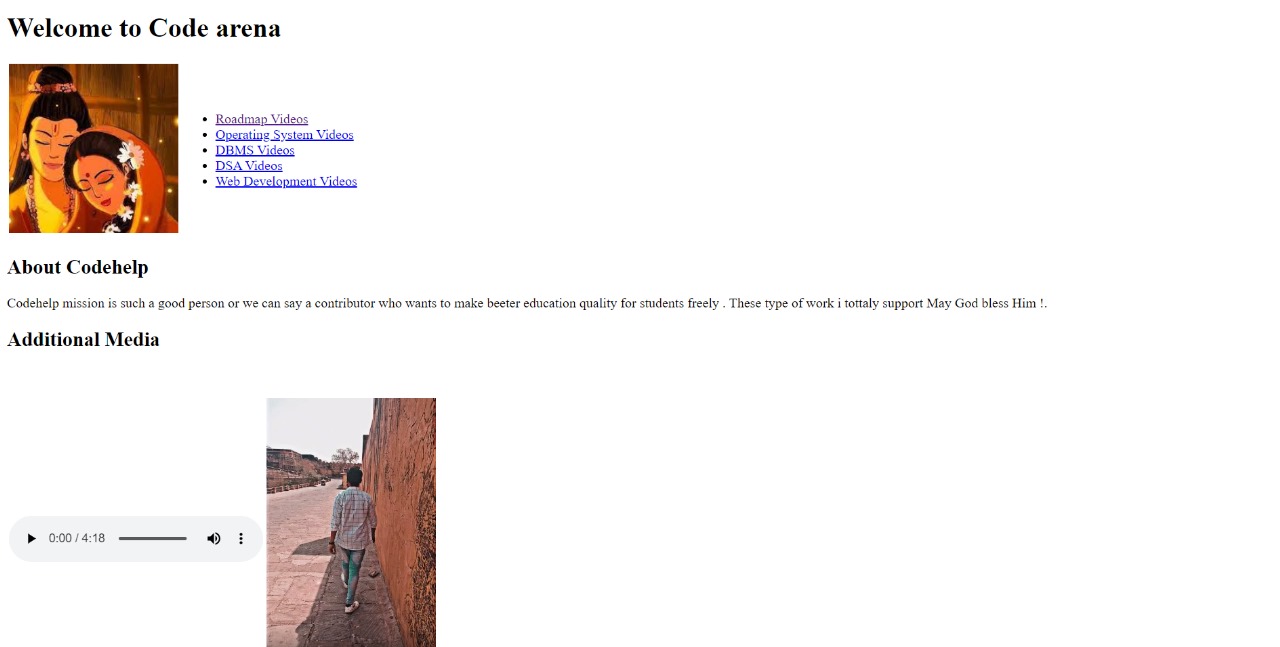 Welcome to Code arena
Roadmap Videos
Operating System Videos
DBMS Videos
DSA Videos
Web Development Videos
About Codehelp
Codehelp mission is such a good person or we can say a contributor who wants to make beeter education quality for students freely . These type of work i tottaly support May God bless Him !.
Additional Media
0:00 / 4:18